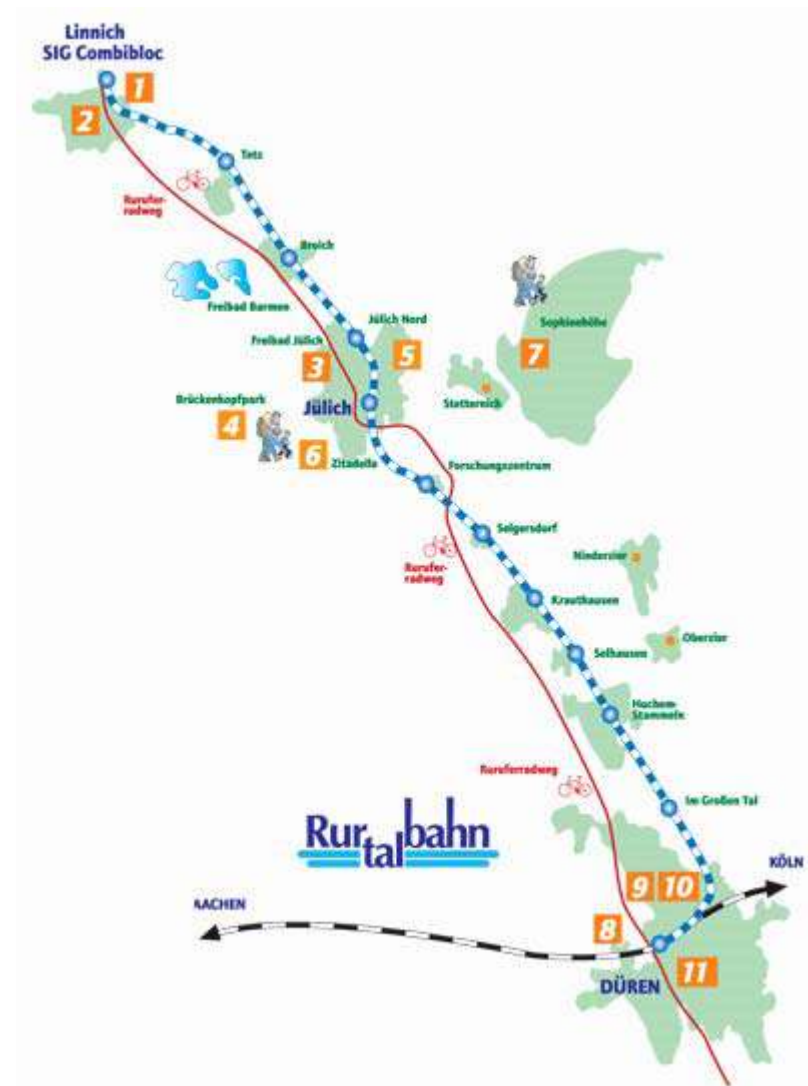 Linnich
SIG Combibloc
1
2
Tetz
Rurufer-
radweg
Broich
Freibad Barmen
Jülich Nord
Freibad Jülich
5
3
Sophienhöhe
7
Stetternich
Brückenkopfpark
Jülich
4
6
Zitadelle
Forschungszentrum
Selgersdorf
Rurufer-
radweg
Niederzier
Krauthausen
Oberzier
Selhausen
Huchem-
Stammeln
Ruruferradweg
Im Großen Tal
Rurtalbahn
KÖLN
9
10
AACHEN
8
11
DÜREN